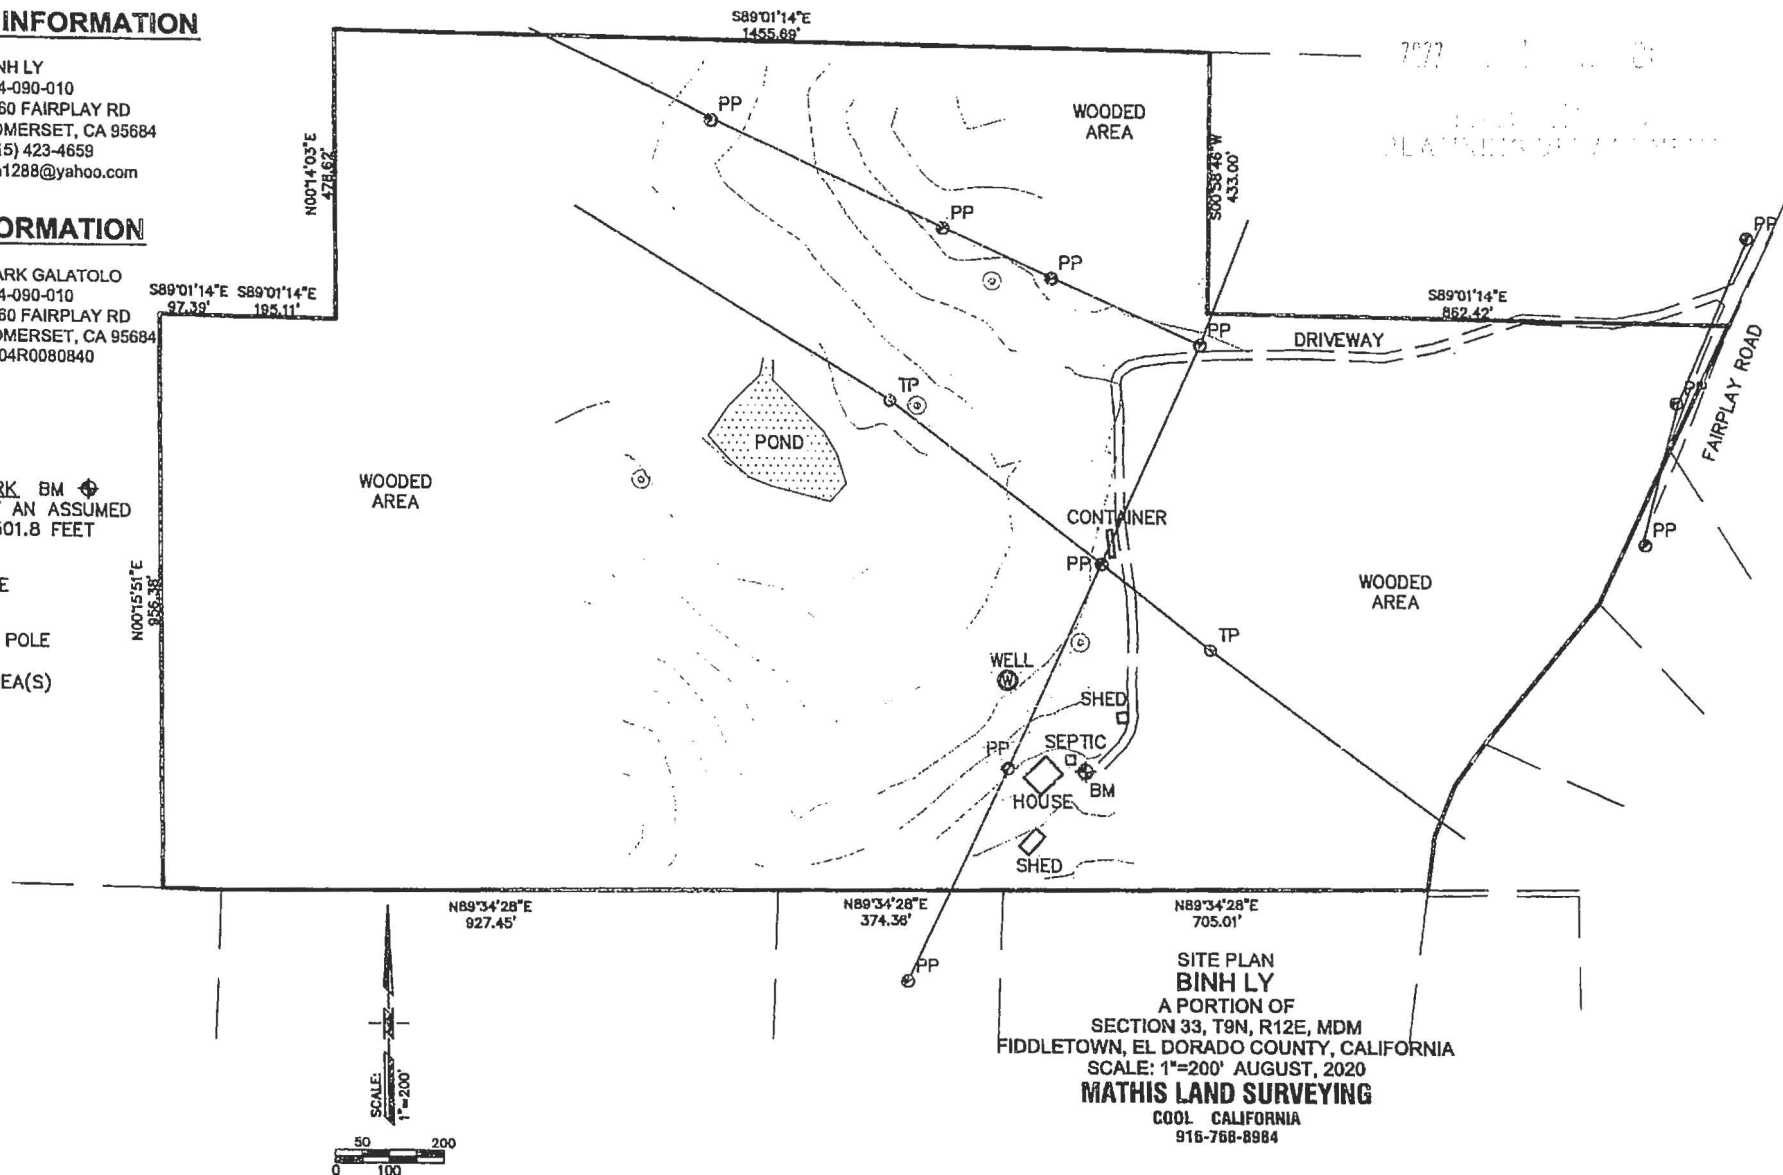 INFORMATION
NH LY
4-090-010
60 FAIRPLAY RD
OMERSET, CA 95684
15) 423-4659
1288@yahoo.com
ORMATION
ARK GALATOLO
4-090-010
60 FAIRPLAY RD
OMERSET, CA 95684
04R0080840
RK BM
AN ASSUMED
501.8 FEET
E
POLE
EA(S)
S89°01'14"E
1455.69'
N00°14'03"E
478.62'
S89°01'14"E
97.39'
S89°01'14"E
195.11'
N00°15'51"E
956.38'
WOODED
AREA
S00°58'46"W
433.00'
S89°01'14"E
862.42'
PP
PP
PP
PP
PP
DRIVEWAY
FAIRPLAY ROAD
TP
POND
WOODED
AREA
CONTAINER
PP
PP
WOODED
AREA
TP
WELL
W
SHED
SEPTIC
PP
BM
HOUSE
SHED
N89°34'28"E
927.45'
N89°34'28"E
374.36'
N89°34'28"E
705.01'
PP
SCALE:
1"=200'
50 200
0 100
SITE PLAN
BINH LY
A PORTION OF
SECTION 33, T9N, R12E, MDM
FIDDLETOWN, EL DORADO COUNTY, CALIFORNIA
SCALE: 1"=200' AUGUST, 2020
MATHIS LAND SURVEYING
COOL CALIFORNIA
916-768-8984